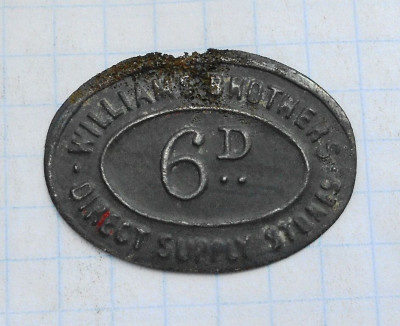 WILLIAMS BROTHERS
6D.
DIRECT SUPPLY STORES